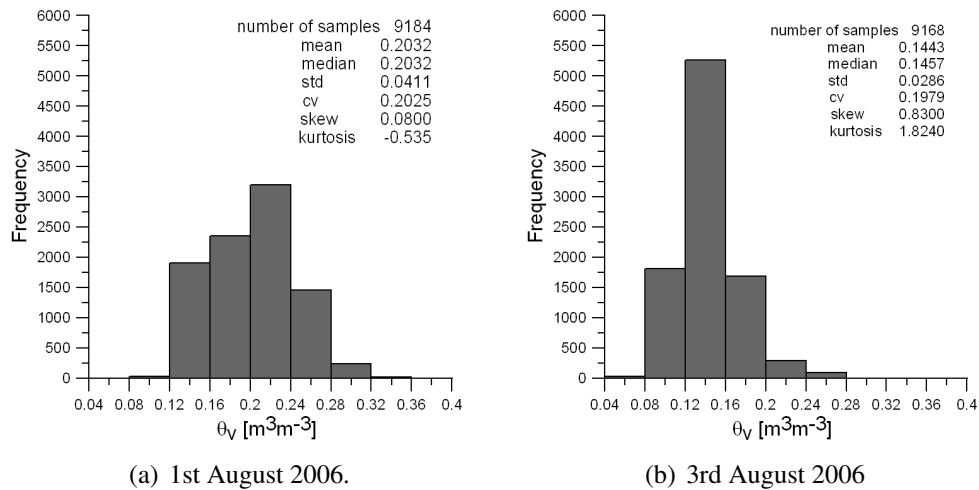 6000
5500
5000
4500
4000
3500
3000
2500
2000
1500
1000
500
0
Frequency
number of samples 9184
mean 0.2032
median 0.2032
std 0.0411
cv 0.2025
skew 0.0800
kurtosis -0.535
0.04 0.08 0.12 0.16 0.2 0.24 0.28 0.32 0.36 0.4
θV [m³m-³]
(a) 1st August 2006.
6000
5500
5000
4500
4000
3500
3000
2500
2000
1500
1000
500
0
Frequency
number of samples 9168
mean 0.1443
median 0.1457
std 0.0286
cv 0.1979
skew 0.8300
kurtosis 1.8240
0.04 0.08 0.12 0.16 0.2 0.24 0.28 0.32 0.36 0.4
θV [m³m-³]
(b) 3rd August 2006